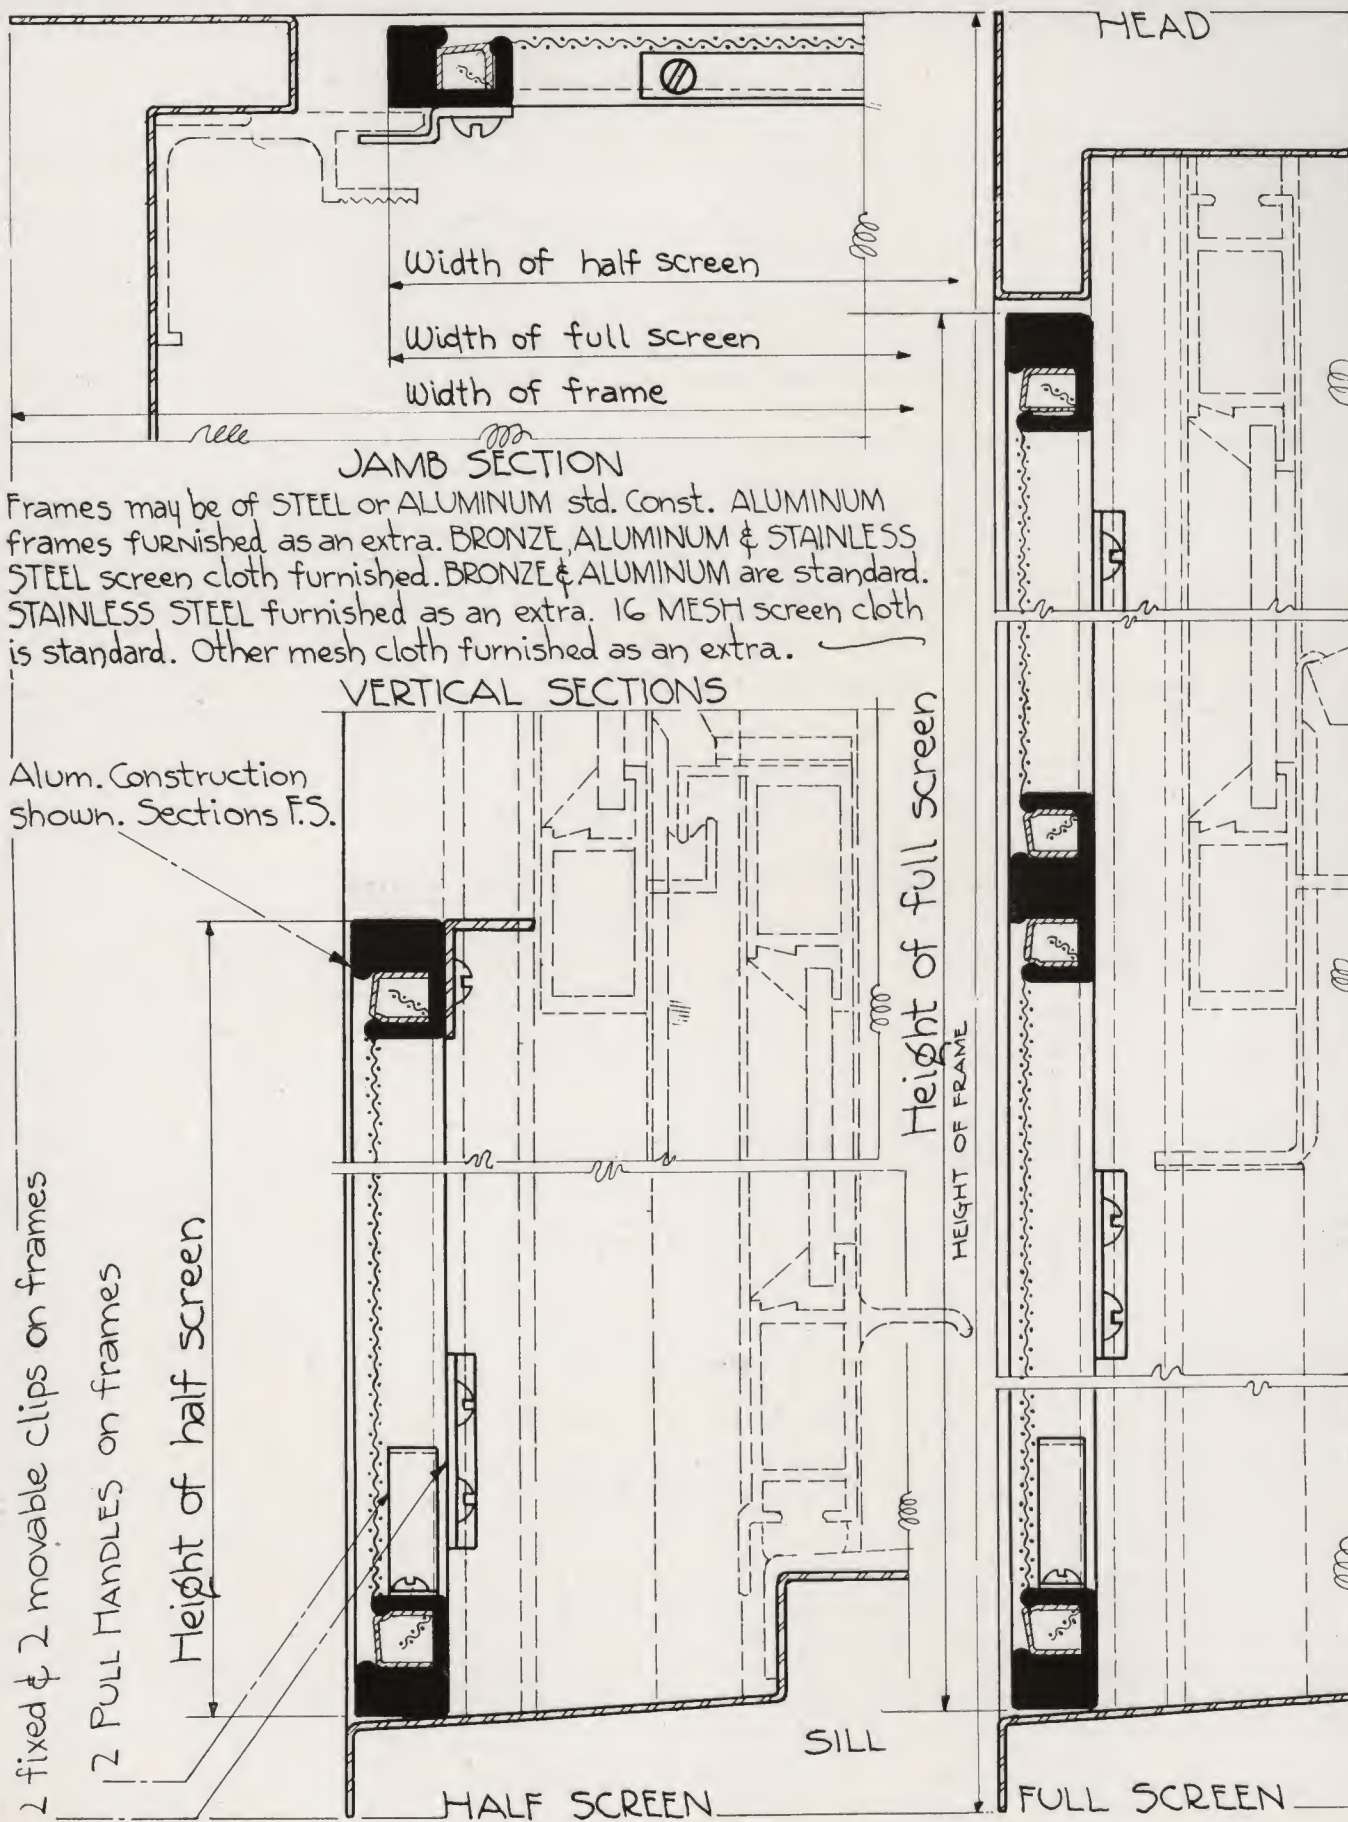 HEAD
Width of half screen
Width of full screen
Width of frame
JAMB SECTION
Frames may be of STEEL or ALUMINUM std. Const. ALUMINUM
frames furnished as an extra. BRONZE, ALUMINUM & STAINLESS
STEEL screen cloth furnished. BRONZE & ALUMINUM are standard.
STAINLESS STEEL furnished as an extra. 16 MESH screen cloth
is standard. Other mesh cloth furnished as an extra.
VERTICAL SECTIONS
Alum. Construction
shown. Sections F.S.
2 fixed & 2 movable clips on frames
2 PULL HANDLES on frames
Height of half screen
Height of full screen
HEIGHT OF FRAME
SILL
HALF SCREEN
FULL SCREEN